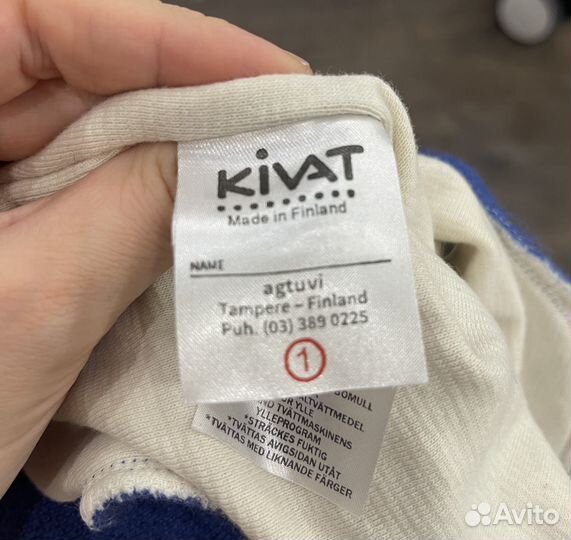 KIVAT
Made in Finland
NAME
agtuvi
Tampere – Finland
Puh. (03) 389 0225
1
TVÄTTMASKINENS
YLLEPROGRAM
*STRÄCKES FUKTIG
*TVÄTTAS AVIGSIDAN UTÅT
*TVÄTTAS MED LIKNANDE FÄRGER
Avito